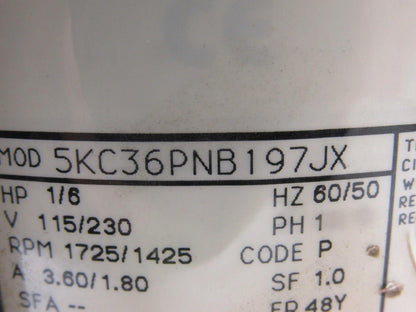 CE
MOD 5KC36PNB197JX
HP 1/6 HZ 60/50
V 115/230 PH 1
RPM 1725/1425 CODE P
A 3.60/1.80 SF 1.0
SFA -- FR 48Y